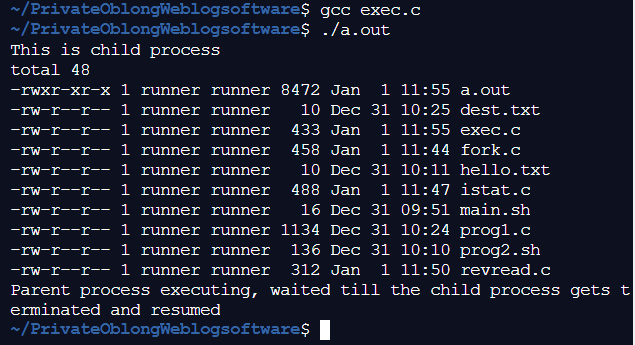 ~/PrivateOblongWeblogsoftware$ gcc exec.c
~/PrivateOblongWeblogsoftware$ ./a.out
This is child process
total 48
-rwxr-xr-x 1 runner runner 8472 Jan  1 11:55 a.out
-rw-r--r-- 1 runner runner   10 Dec 31 10:25 dest.txt
-rw-r--r-- 1 runner runner  433 Jan  1 11:55 exec.c
-rw-r--r-- 1 runner runner  458 Jan  1 11:44 fork.c
-rw-r--r-- 1 runner runner   10 Dec 31 10:11 hello.txt
-rw-r--r-- 1 runner runner  488 Jan  1 11:47 istat.c
-rw-r--r-- 1 runner runner   16 Dec 31 09:51 main.sh
-rw-r--r-- 1 runner runner 1134 Dec 31 10:24 prog1.c
-rw-r--r-- 1 runner runner  136 Dec 31 10:10 prog2.sh
-rw-r--r-- 1 runner runner  312 Jan  1 11:50 revread.c
Parent process executing, waited till the child process gets t
erminated and resumed
~/PrivateOblongWeblogsoftware$